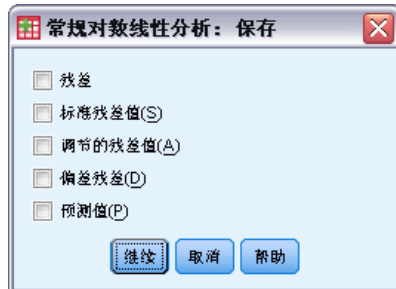 常规对数线性分析：保存
残差
标准残差值(S)
调节的残差值(A)
偏差残差(D)
预测值(P)
继续 取消 帮助